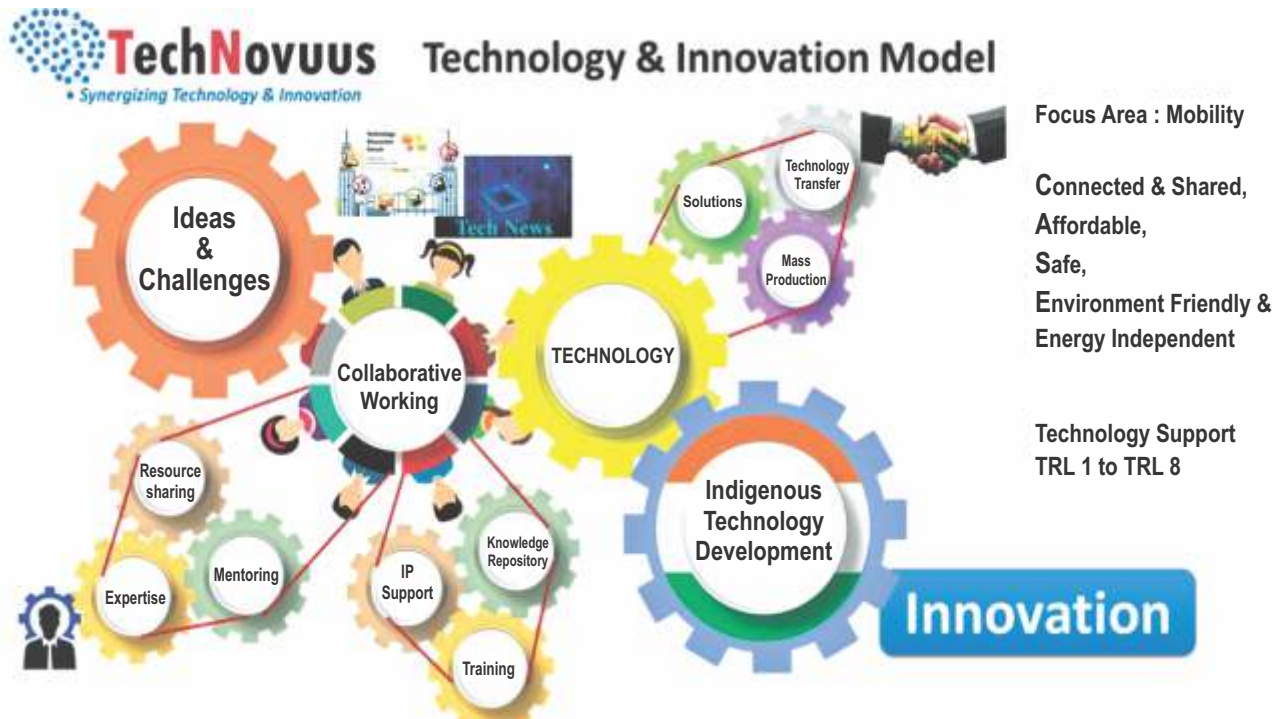 TechNovuus
• Synergizing Technology & Innovation
Technology & Innovation Model
Focus Area : Mobility
Connected & Shared,
Affordable,
Safe,
Environment Friendly &
Energy Independent
Technology Support
TRL 1 to TRL 8
Ideas
&
Challenges
Tech News
Collaborative
Working
TECHNOLOGY
Solutions
Technology
Transfer
Mass
Production
Resource
sharing
Expertise
Mentoring
IP
Support
Knowledge
Repository
Training
Indigenous
Technology
Development
Innovation